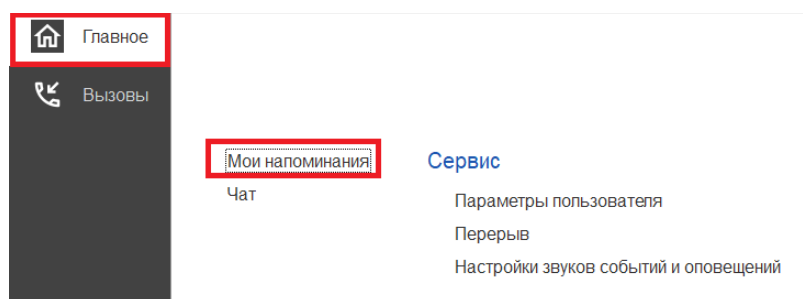 Главное
Вызовы
Мои напоминания
Чат
Сервис
Параметры пользователя
Перерыв
Настройки звуков событий и оповещений